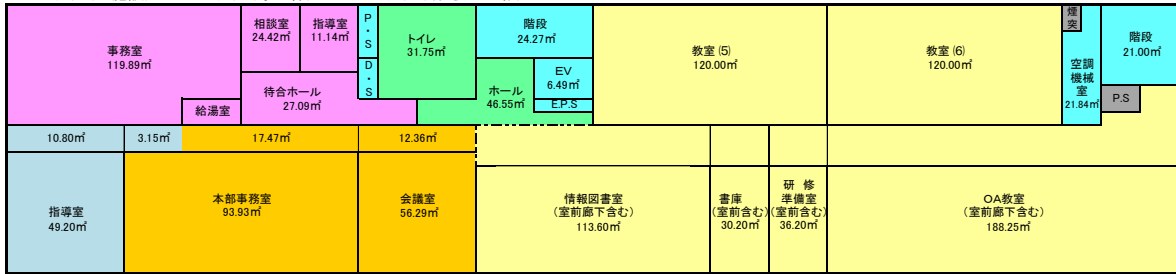 事務室
119.89㎡
相談室
24.42㎡
指導室
11.14㎡
P・S
D・S
トイレ
31.75㎡
階段
24.27㎡
教室(5)
120.00㎡
教室(6)
120.00㎡
煙突
階段
21.00㎡
待合ホール
27.09㎡
給湯室
ホール
46.55㎡
EV
6.49㎡
E.P.S
空調
機械
室
21.84㎡
P.S
10.80㎡
3.15㎡
17.47㎡
12.36㎡
指導室
49.20㎡
本部事務室
93.93㎡
会議室
56.29㎡
情報図書室
(室前廊下含む)
113.60㎡
書庫
(室前含む)
30.20㎡
研 修
準備室
(室前含む)
36.20㎡
OA教室
(室前廊下含む)
188.25㎡